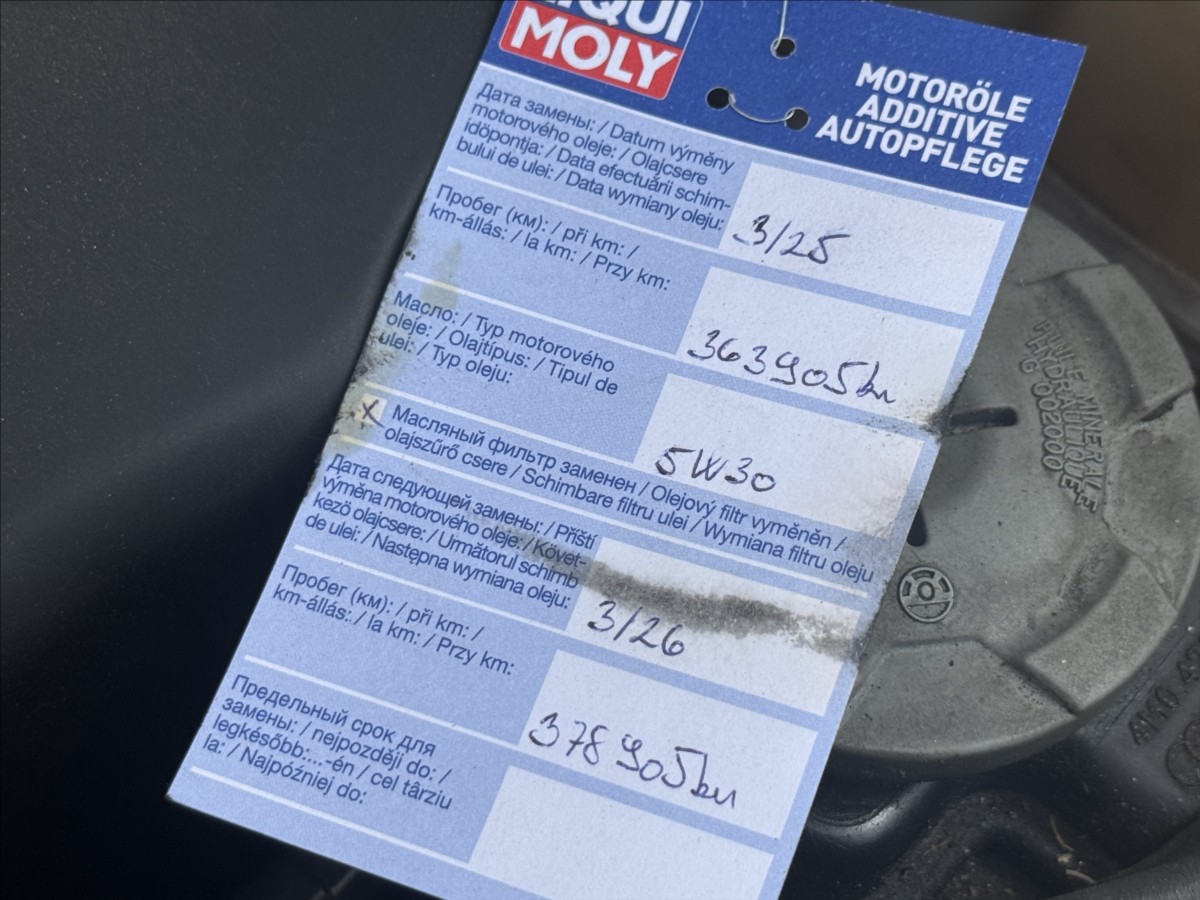 LIQUI
MOLY
MOTORÖLE
ADDITIVE
AUTOPFLEGE
Дата замены: / Datum výměny
motorového oleje: / Olajcsere
időpontja: / Data efectuării schim-
bului de ulei: / Data wymiany oleju:
3/25
Пробег (км): / při km: /
km-állás: / la km: / Przy km:
363905km
Масло: / Typ motorového
oleje: / Olajtípus: / Tipul de
ulei: / Typ oleju:
5W30
x Масляный фильтр заменен / Olejový filtr vyměněn /
olajszűrő csere / Schimbare filtru ulei / Wymiana filtru oleju
Дата следующей замены: / Příští
výměna motorového oleje: / Követ-
kező olajcsere: / Următorul schimb
de ulei: / Następna wymiana oleju:
3/26
Пробег (км): / při km: /
km-állás: / la km: / Przy km:
378905km
Предельный срок для
замены: / nejpozději do: /
legkésőbb:...-én / cel târziu
la: / Najpóźniej do:
HUILE MINERALE
HYDRAULIQUE